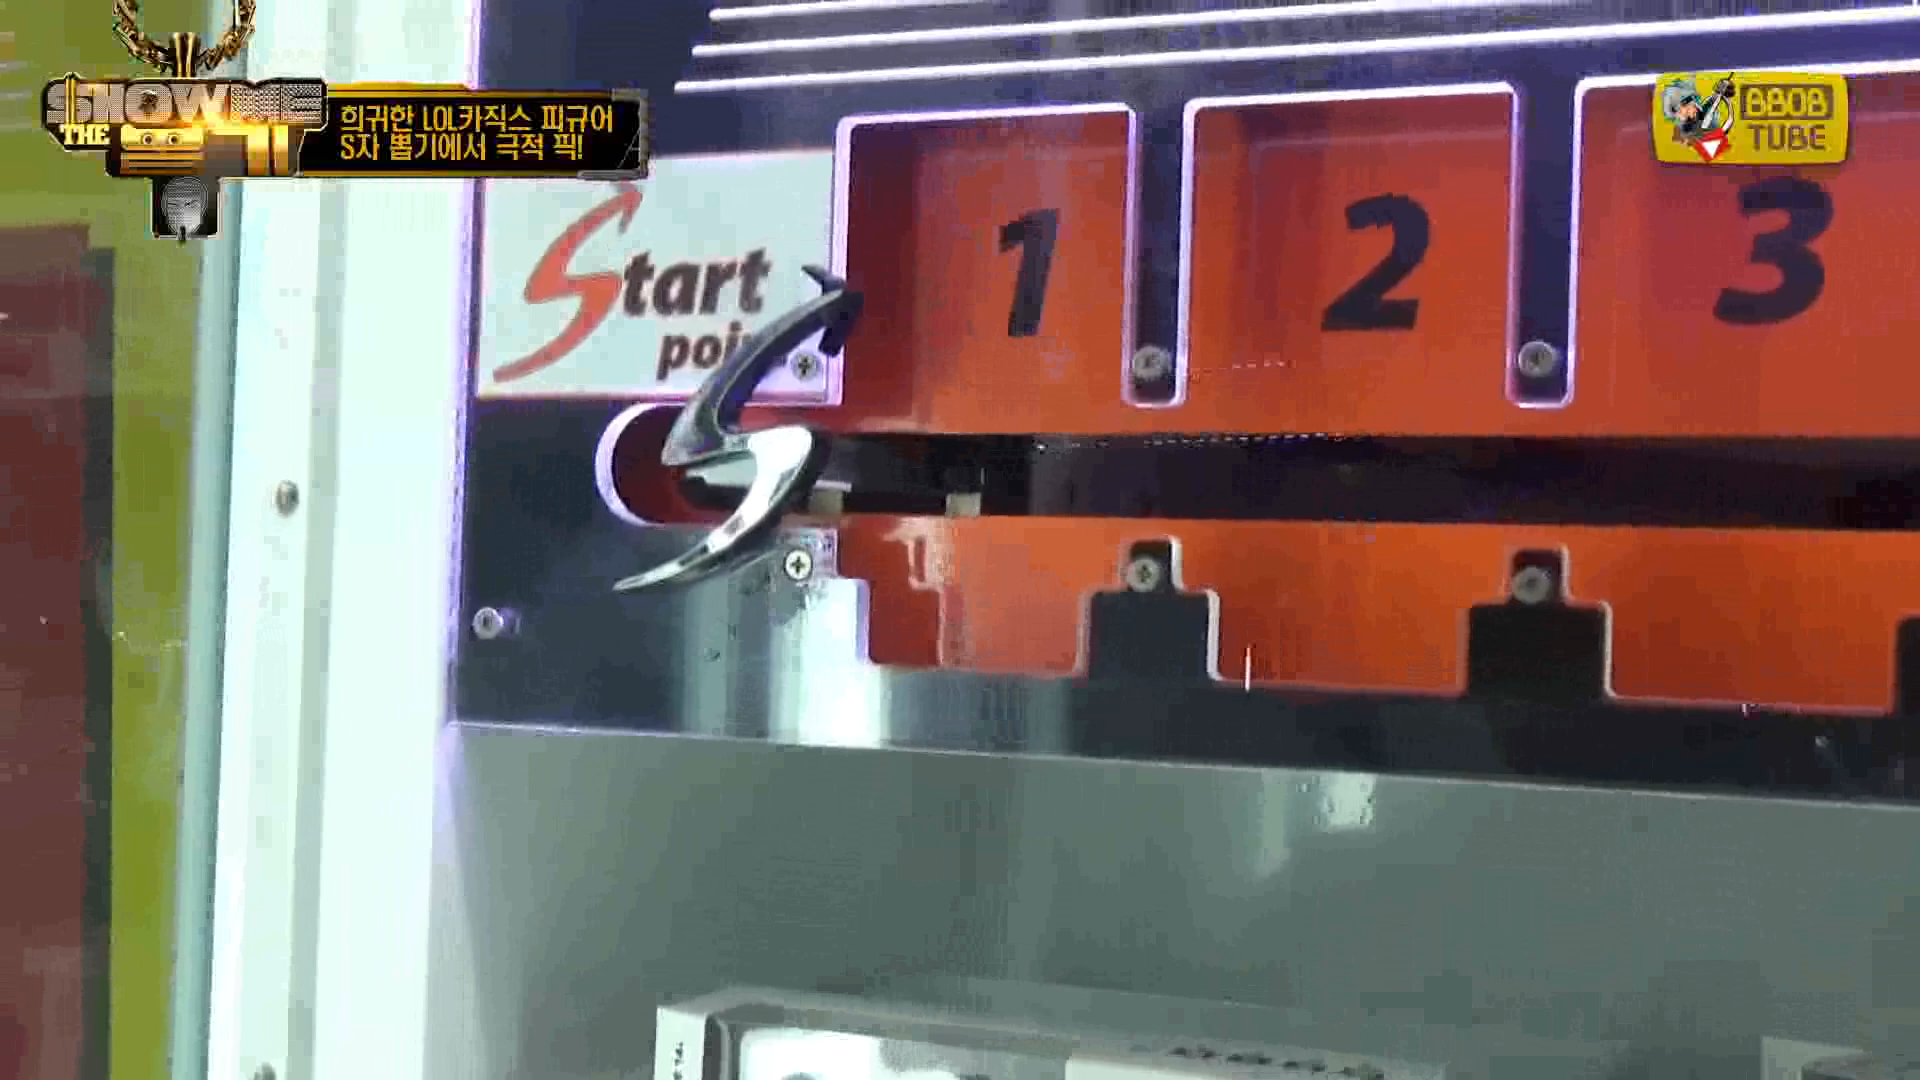 SHOW ME
THE
희귀한 LOL카직스 피규어
S자 뽑기에서 극적 픽!
BBOB
TUBE
Start
point
1
2
3